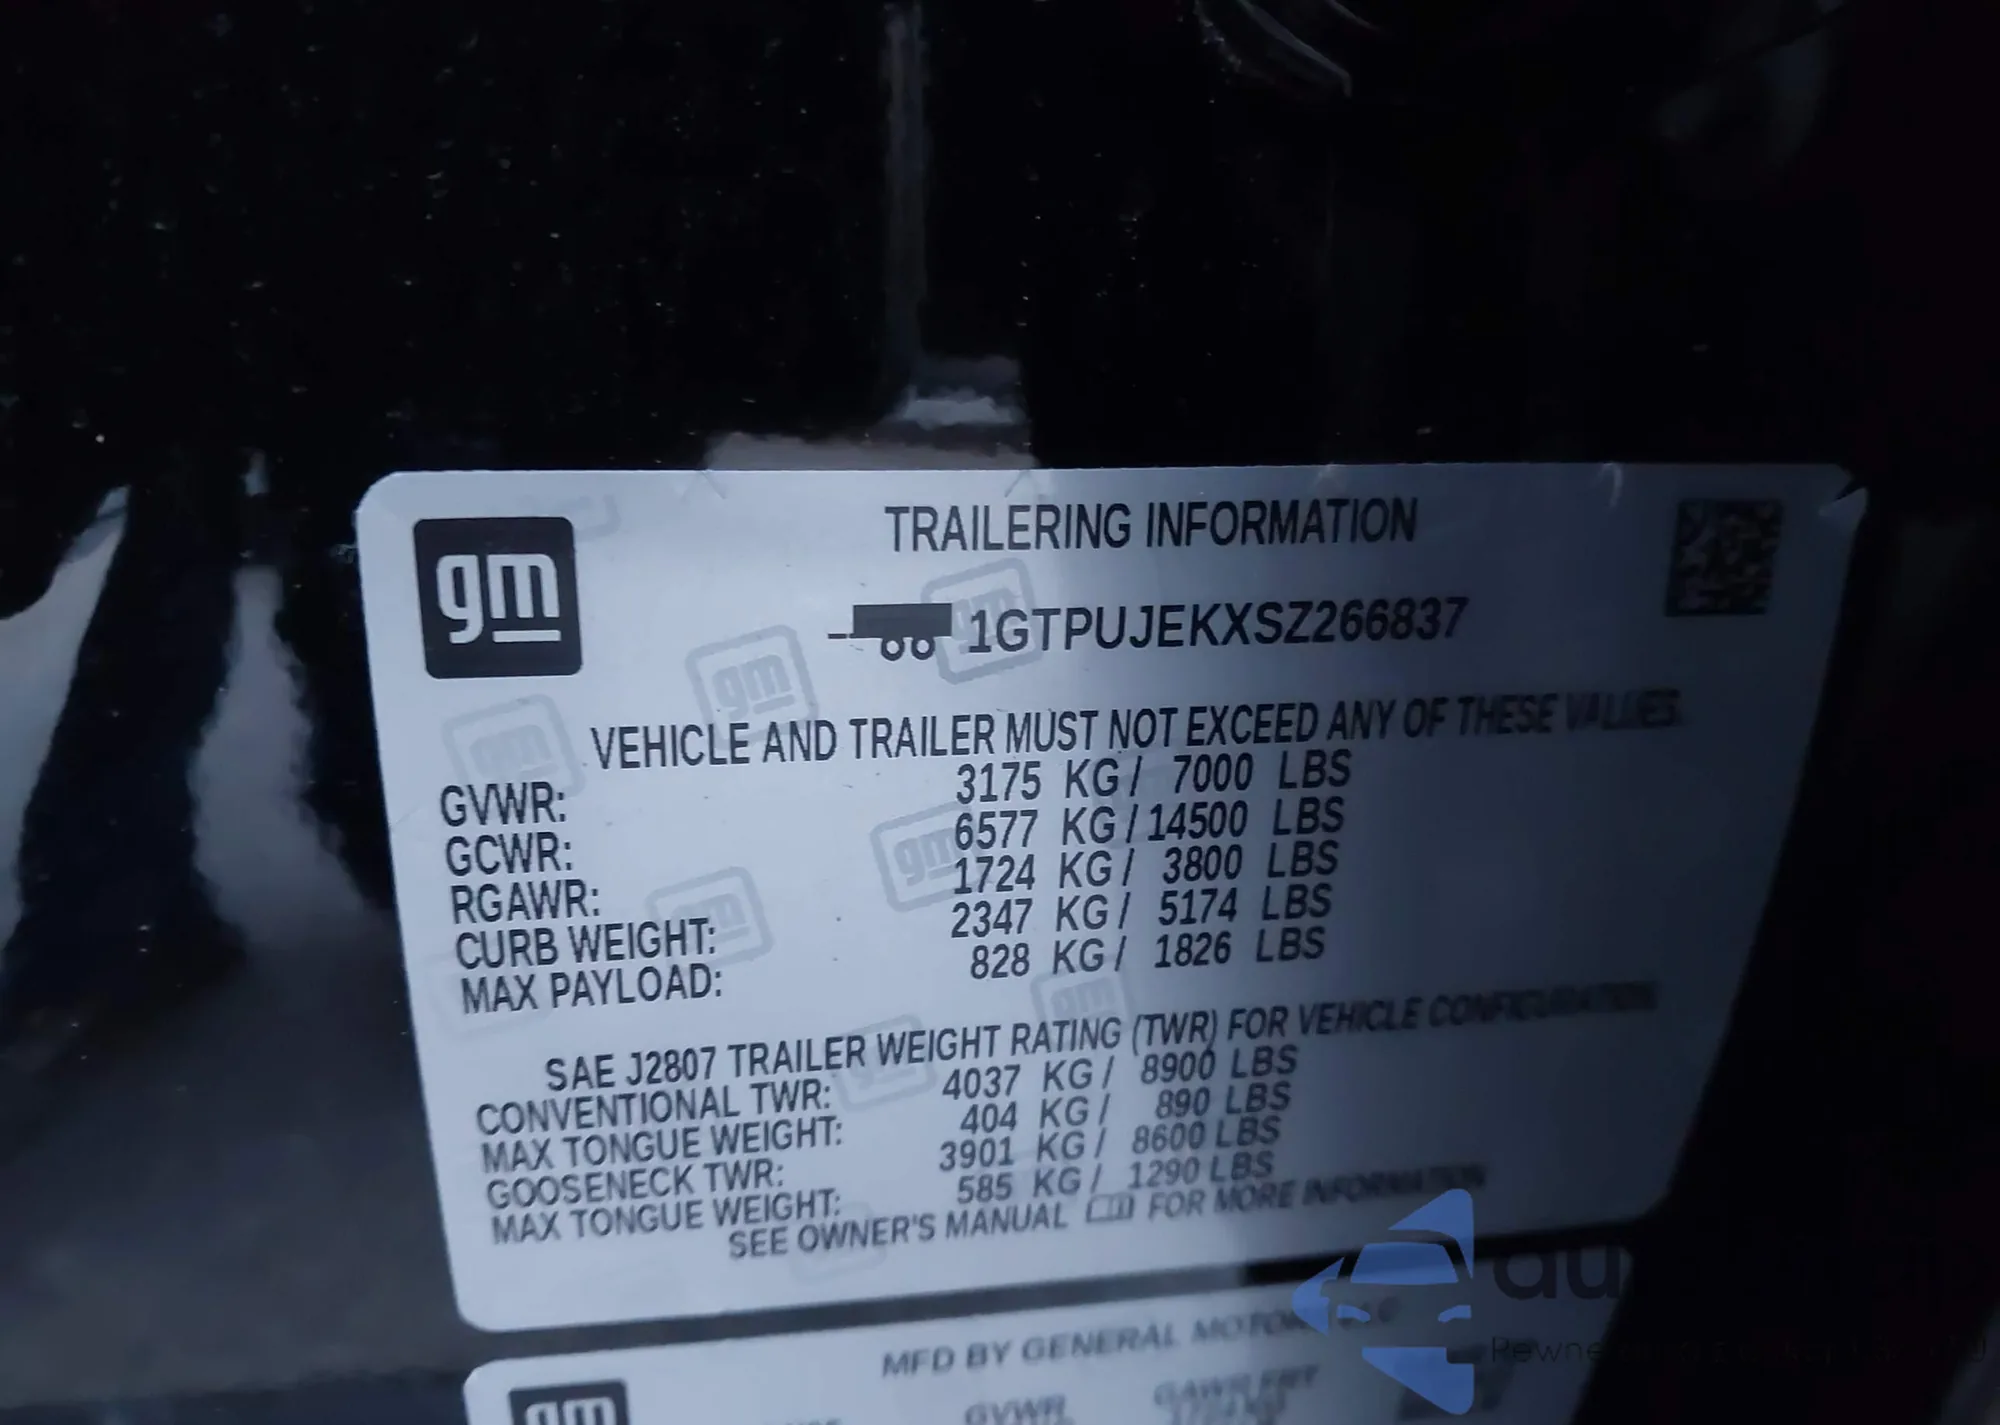 gm
TRAILERING INFORMATION
1GTPUJEKXSZ266837
VEHICLE AND TRAILER MUST NOT EXCEED ANY OF THESE VALUES.
GVWR: 3175 KG / 7000 LBS
GCWR: 6577 KG / 14500 LBS
RGAWR: 1724 KG / 3800 LBS
CURB WEIGHT: 2347 KG / 5174 LBS
MAX PAYLOAD: 828 KG / 1826 LBS
SAE J2807 TRAILER WEIGHT RATING (TWR) FOR VEHICLE CONFIGURATION.
CONVENTIONAL TWR: 4037 KG / 8900 LBS
MAX TONGUE WEIGHT: 404 KG / 890 LBS
GOOSENECK TWR: 3901 KG / 8600 LBS
MAX TONGUE WEIGHT: 585 KG / 1290 LBS
SEE OWNER'S MANUAL FOR MORE INFORMATION
MFD BY GENERAL MOTORS
gm
GVWR GAWR FRT